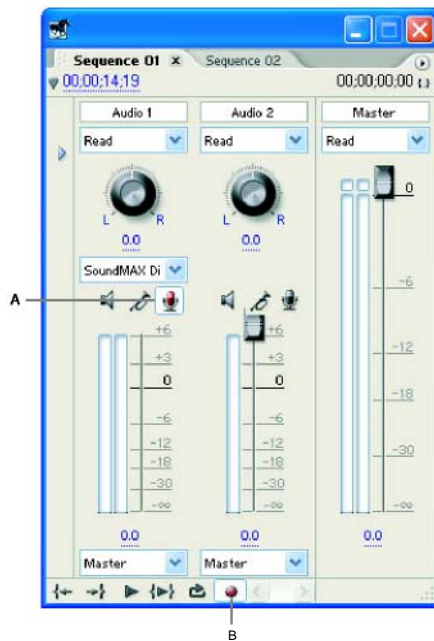 Sequence 01 x Sequence 02
00;00;14;19 00;00;00;00
Audio 1 Audio 2 Master
Read Read Read
L R L R
0.0 0.0
SoundMAX Di
A
+6 +6
+3 +3
0 0
-6 -6
-12 -12
-18 -18
-30 -30
-∞ -∞
0
-6
-12
-18
-30
-∞
0.0 0.0 0.0
Master Master
B